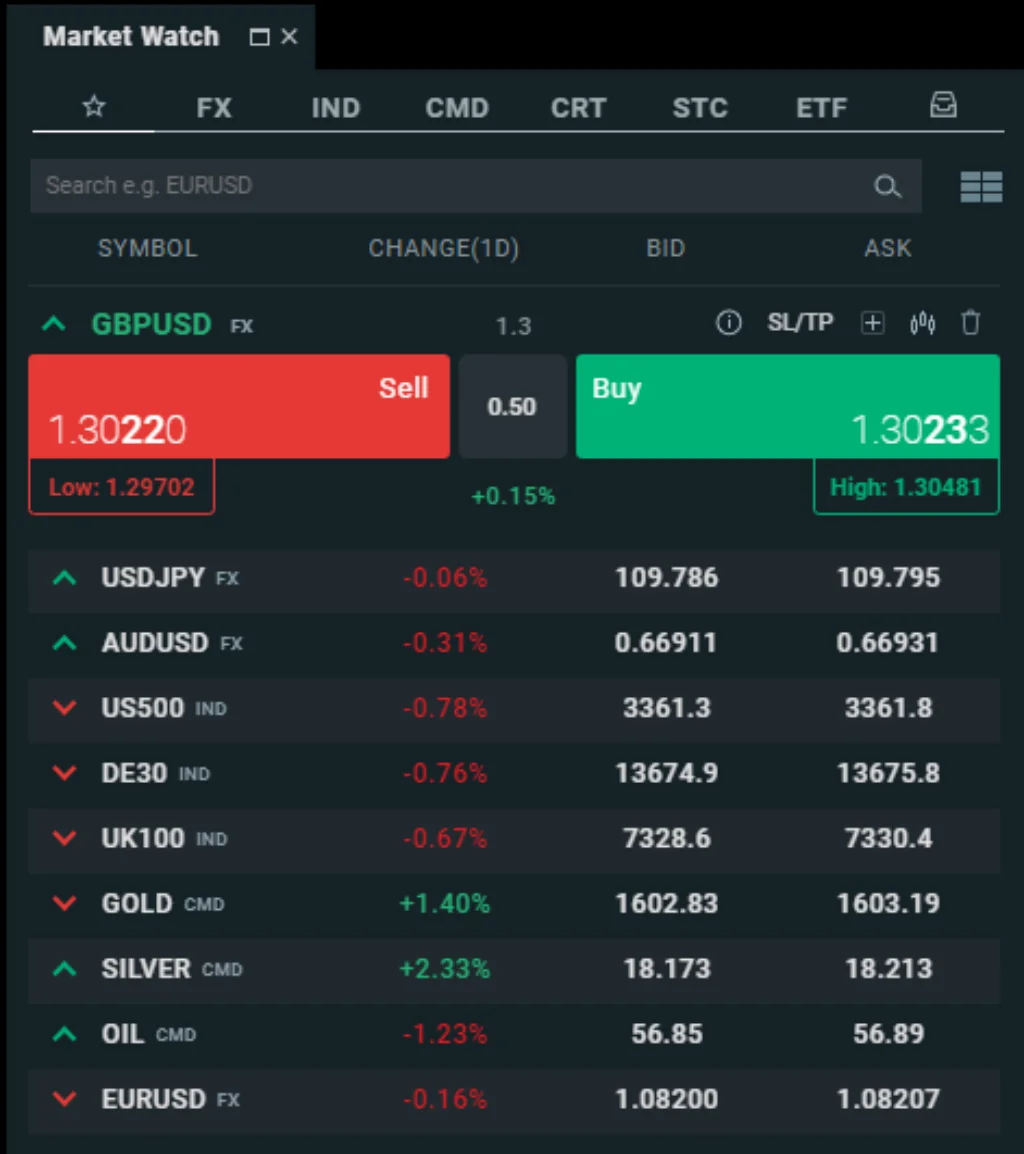 Market Watch
FX IND CMD CRT STC ETF
Search e.g. EURUSD
SYMBOL CHANGE(1D) BID ASK
GBPUSD FX 1.3 SL/TP
Sell 0.50 Buy
1.30220 1.30233
Low: 1.29702 +0.15% High: 1.30481
USDJPY FX -0.06% 109.786 109.795
AUDUSD FX -0.31% 0.66911 0.66931
US500 IND -0.78% 3361.3 3361.8
DE30 IND -0.76% 13674.9 13675.8
UK100 IND -0.67% 7328.6 7330.4
GOLD CMD +1.40% 1602.83 1603.19
SILVER CMD +2.33% 18.173 18.213
OIL CMD -1.23% 56.85 56.89
EURUSD FX -0.16% 1.08200 1.08207